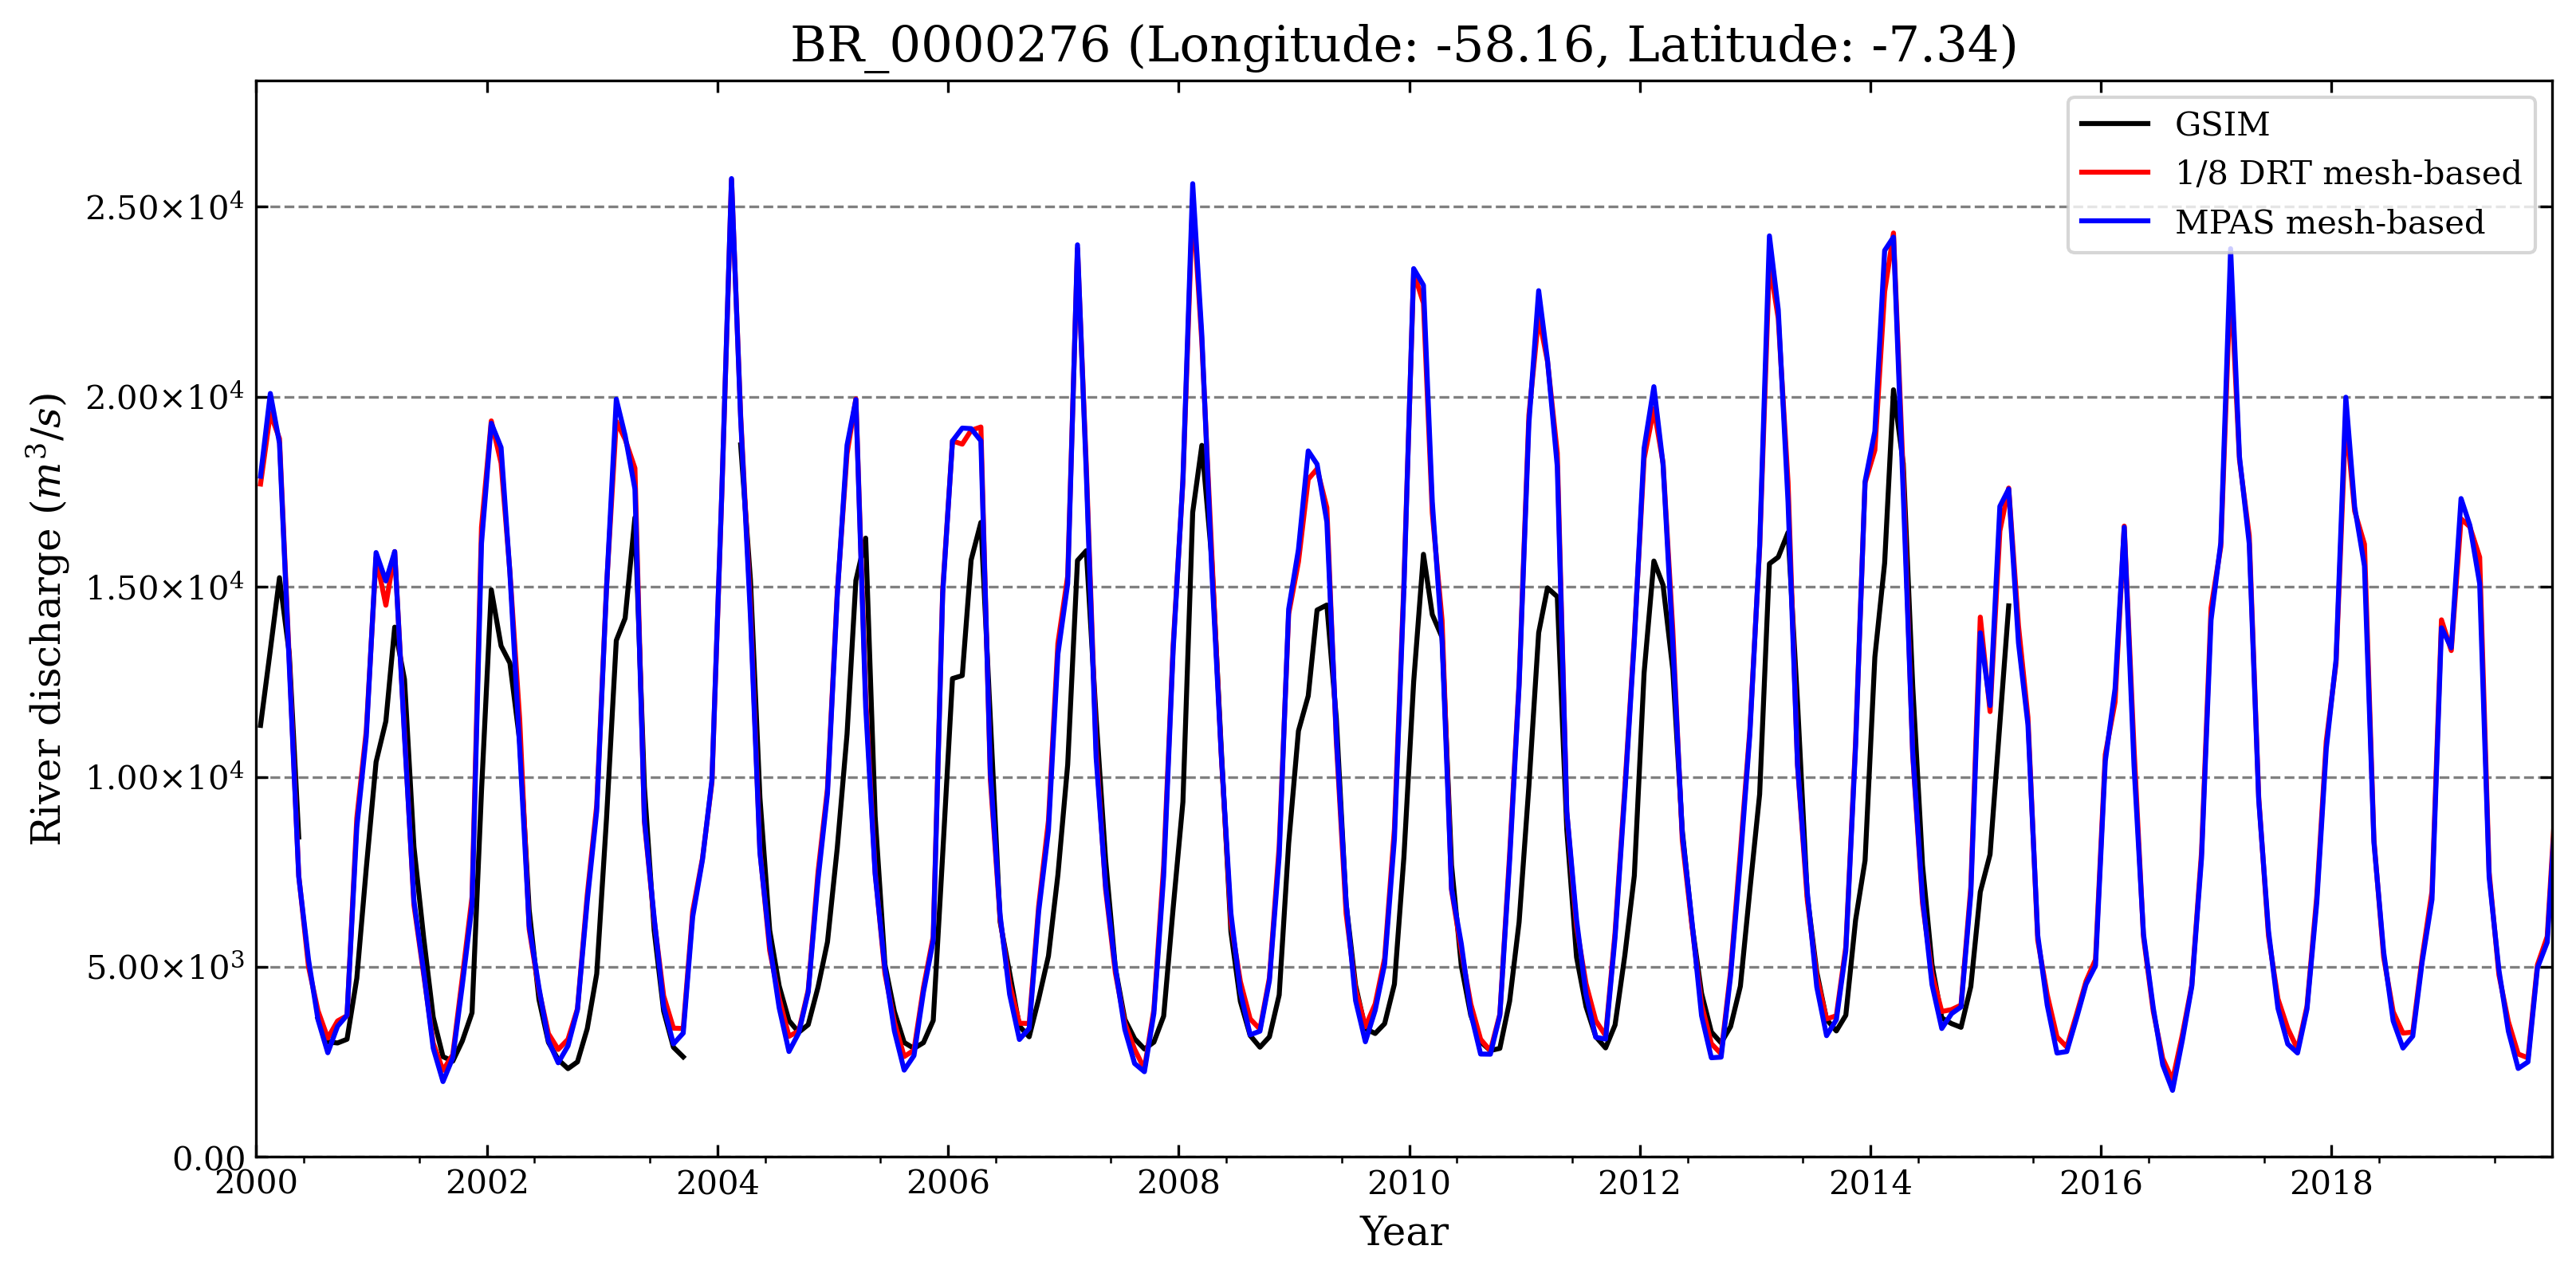 BR_0000276 (Longitude: -58.16, Latitude: -7.34)
GSIM
1/8 DRT mesh-based
MPAS mesh-based
River discharge (m³/s)
2.50×10⁴
2.00×10⁴
1.50×10⁴
1.00×10⁴
5.00×10³
0.00
2000 2002 2004 2006 2008 2010 2012 2014 2016 2018
Year